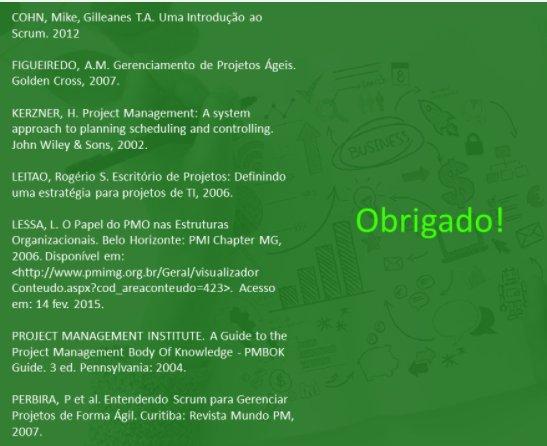 COHN, Mike, Gilleanes T.A. Uma Introdução ao
Scrum. 2012
FIGUEIREDO, A.M. Gerenciamento de Projetos Ágeis.
Golden Cross, 2007.
KERZNER, H. Project Management: A system
approach to planning scheduling and controlling.
John Wiley & Sons, 2002.
LEITAO, Rogério S. Escritório de Projetos: Definindo
uma estratégia para projetos de TI, 2006.
LESSA, L. O Papel do PMO nas Estruturas
Organizacionais. Belo Horizonte: PMI Chapter MG,
2006. Disponível em:
<http://www.pmimg.org.br/Geral/visualizador
Conteudo.aspx?cod_areaconteudo=423>. Acesso
em: 14 fev. 2015.
PROJECT MANAGEMENT INSTITUTE. A Guide to the
Project Management Body Of Knowledge - PMBOK
Guide. 3 ed. Pennsylvania: 2004.
PERBIRA, P et al. Entendendo Scrum para Gerenciar
Projetos de Forma Ágil. Curitiba: Revista Mundo PM,
2007.
BUSINESS
Obrigado!